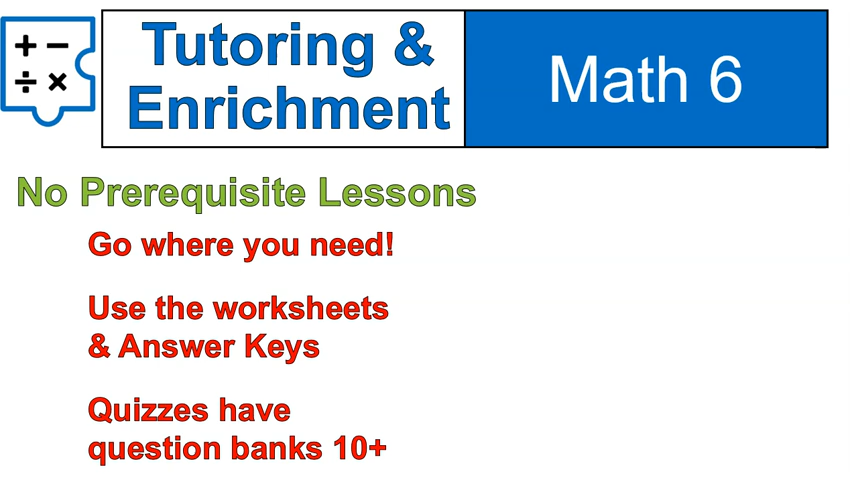 + −
÷ ×
Tutoring &
Enrichment
Math 6
No Prerequisite Lessons
Go where you need!
Use the worksheets
& Answer Keys
Quizzes have
question banks 10+